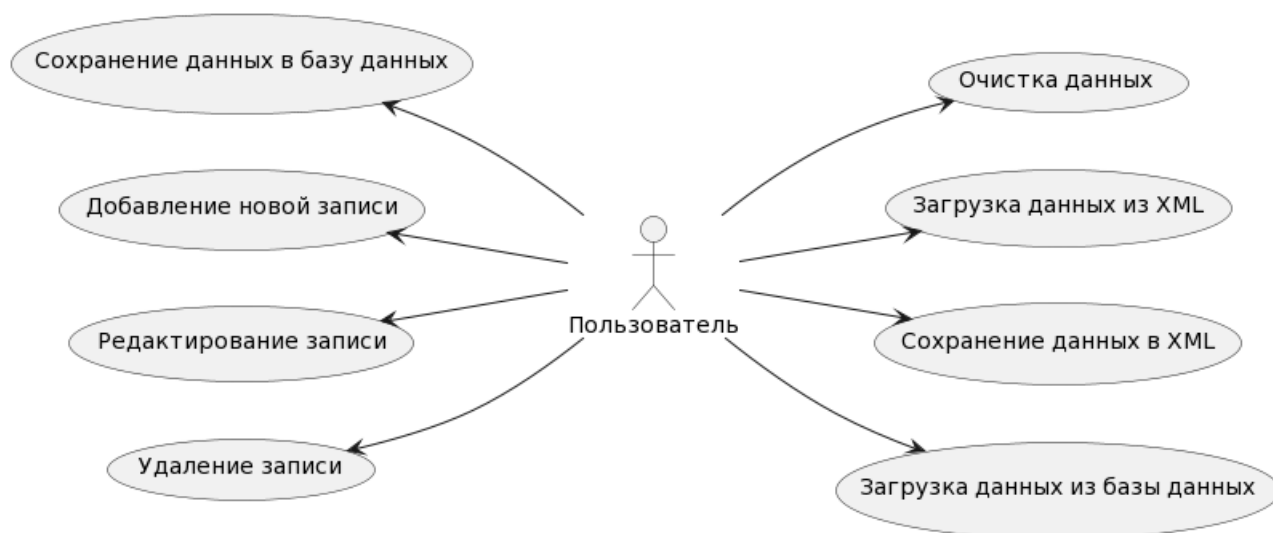 Сохранение данных в базу данных
Очистка данных
Добавление новой записи
Загрузка данных из XML
Пользователь
Редактирование записи
Сохранение данных в XML
Удаление записи
Загрузка данных из базы данных